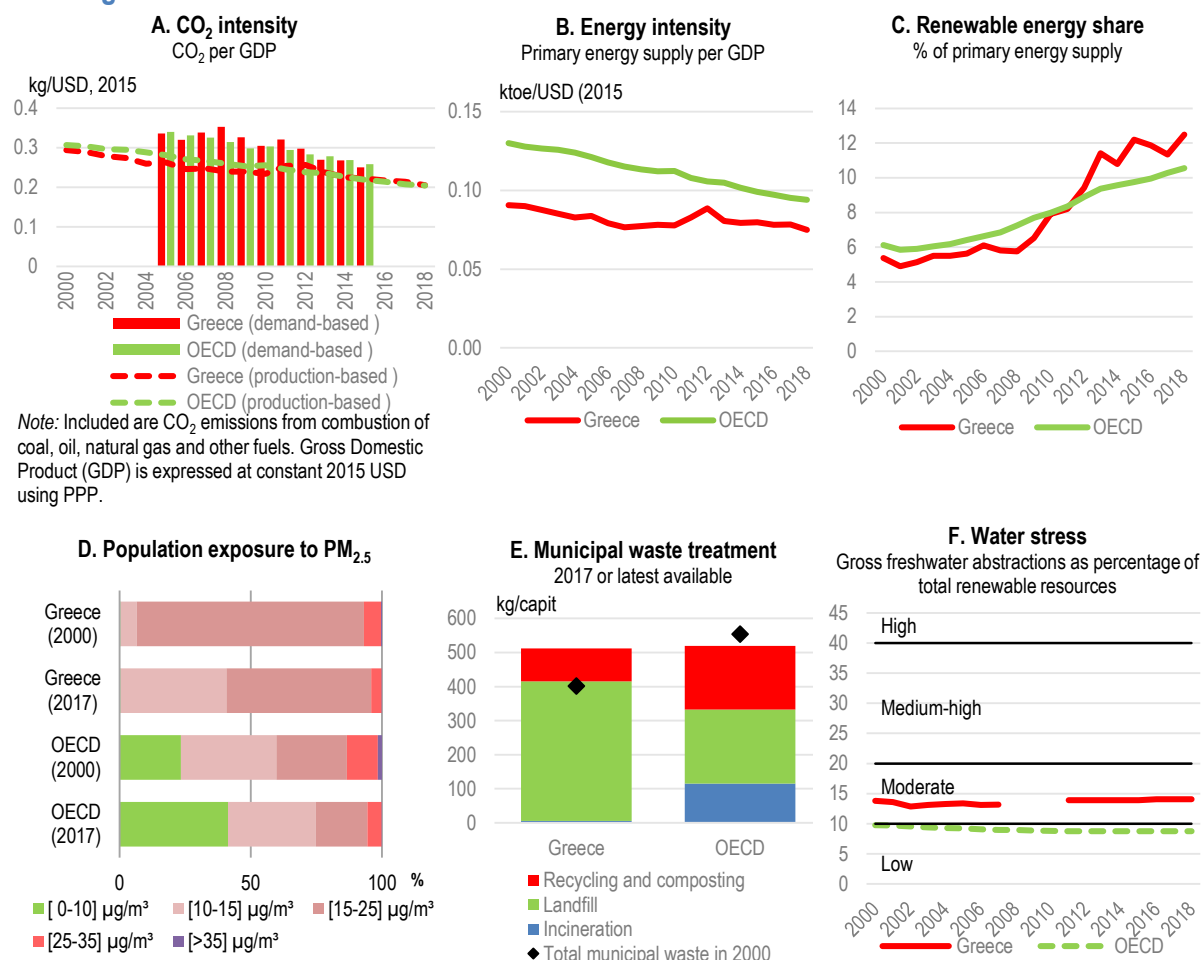 A. CO₂ intensity
CO₂ per GDP
kg/USD, 2015
0.4
0.3
0.2
0.1
0
2000
2002
2004
2006
2008
2010
2012
2014
2016
2018
Greece (demand-based )
OECD (demand-based )
Greece (production-based )
OECD (production-based )
Note: Included are CO₂ emissions from combustion of
coal, oil, natural gas and other fuels. Gross Domestic
Product (GDP) is expressed at constant 2015 USD
using PPP.
B. Energy intensity
Primary energy supply per GDP
ktoe/USD (2015
0.15
0.10
0.05
0.00
2000
2002
2004
2006
2008
2010
2012
2014
2016
2018
Greece
OECD
C. Renewable energy share
% of primary energy supply
14
12
10
8
6
4
2
0
2000
2002
2004
2006
2008
2010
2012
2014
2016
2018
Greece
OECD
D. Population exposure to PM₂.₅
Greece
(2000)
Greece
(2017)
OECD
(2000)
OECD
(2017)
0
50
100
%
[ 0-10] µg/m³
[10-15] µg/m³
[15-25] µg/m³
[25-35] µg/m³
[>35] µg/m³
E. Municipal waste treatment
2017 or latest available
kg/capit
600
500
400
300
200
100
0
Greece
OECD
Recycling and composting
Landfill
Incineration
Total municipal waste in 2000
F. Water stress
Gross freshwater abstractions as percentage of
total renewable resources
45
40
35
30
25
20
15
10
5
0
High
Medium-high
Moderate
Low
2000
2002
2004
2006
2008
2010
2012
2014
2016
2018
Greece
OECD